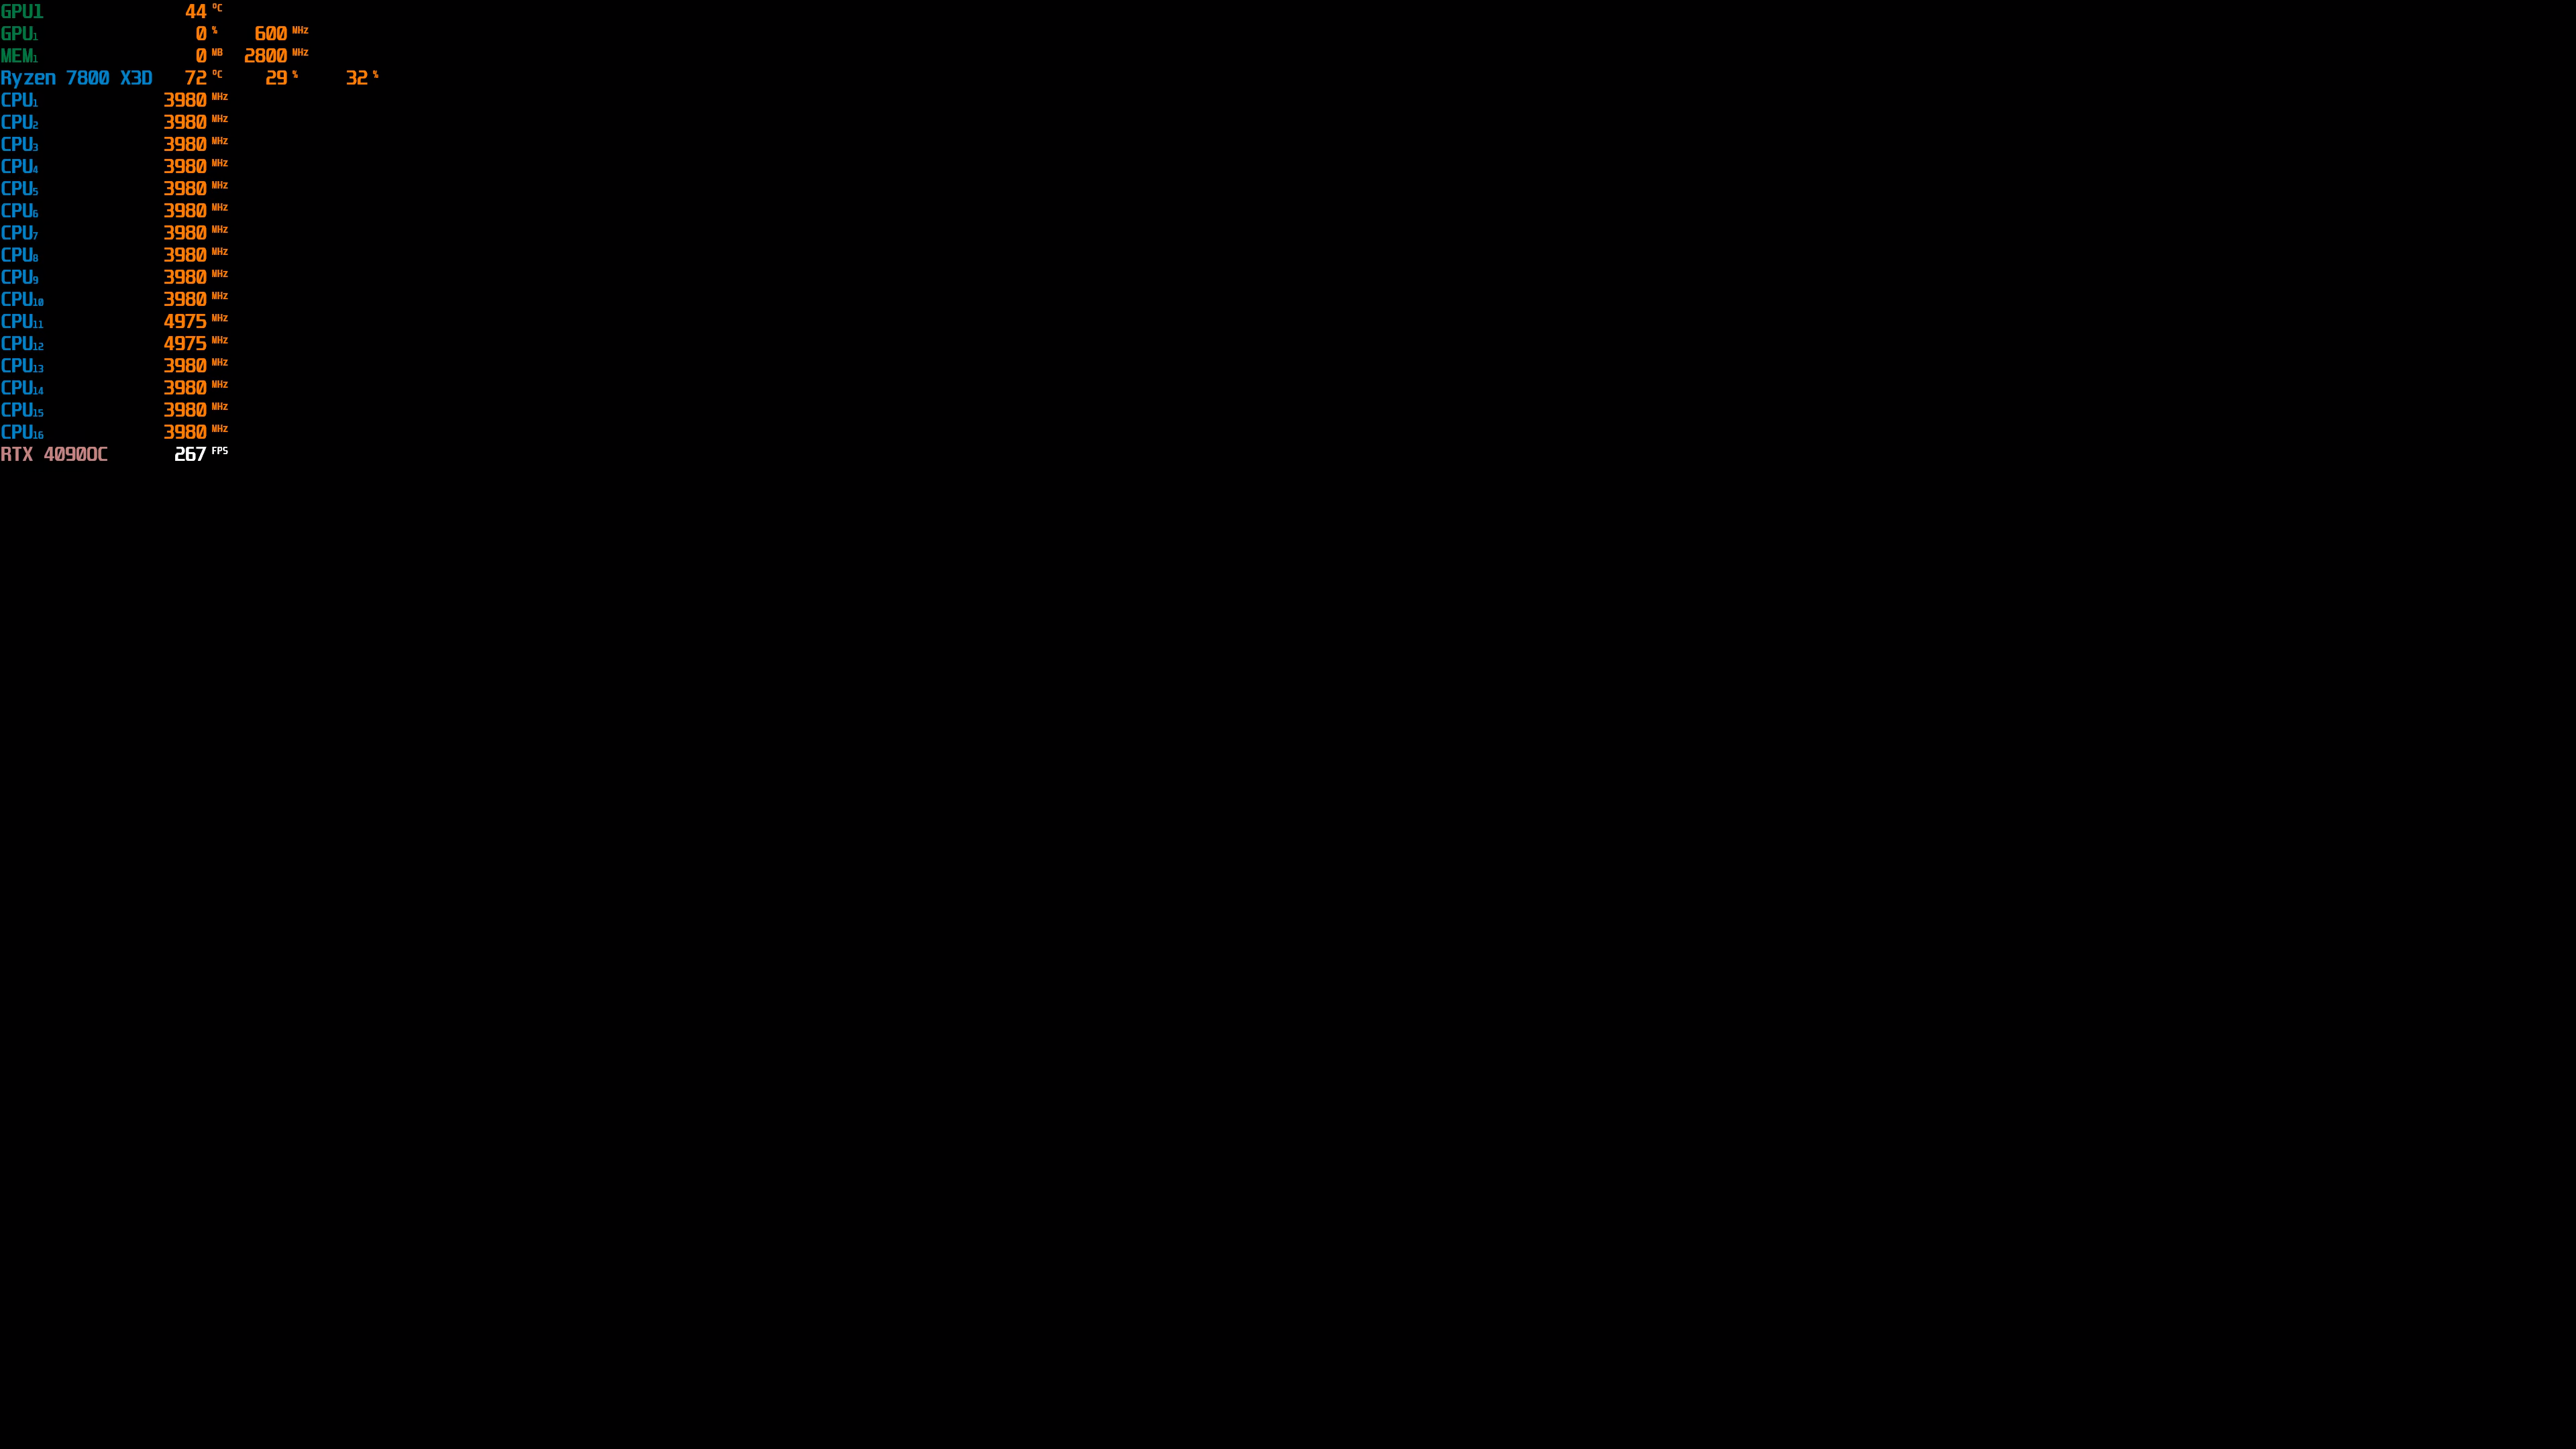 GPU1 44 °C
GPU1 0 % 600 MHz
MEM1 0 MB 2800 MHz
Ryzen 7800 X3D 72 °C 29 % 32 %
CPU1 3980 MHz
CPU2 3980 MHz
CPU3 3980 MHz
CPU4 3980 MHz
CPU5 3980 MHz
CPU6 3980 MHz
CPU7 3980 MHz
CPU8 3980 MHz
CPU9 3980 MHz
CPU10 3980 MHz
CPU11 4975 MHz
CPU12 4975 MHz
CPU13 3980 MHz
CPU14 3980 MHz
CPU15 3980 MHz
CPU16 3980 MHz
RTX 4090OC 267 FPS